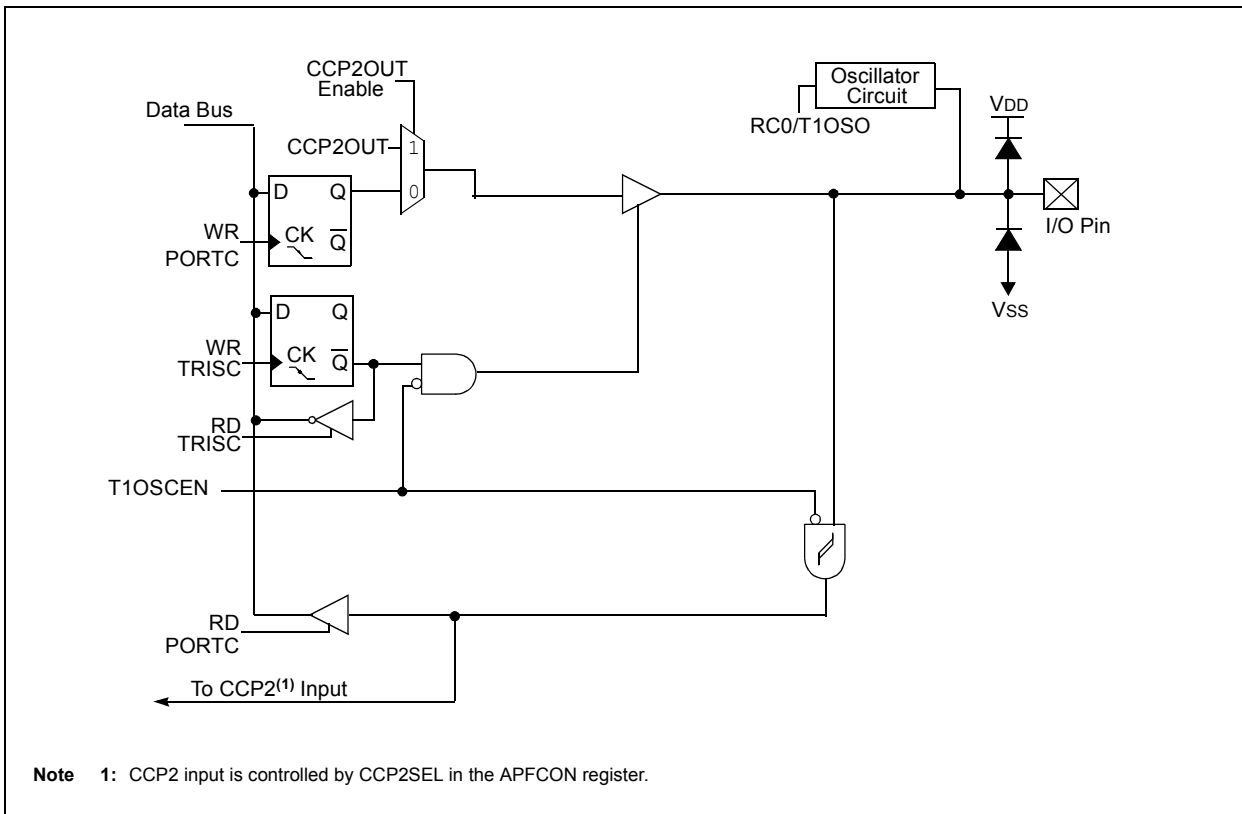 CCP2OUT
Enable
Oscillator
Circuit
Data Bus
VDD
RC0/T1OSO
CCP2OUT
1
D Q
0
I/O Pin
WR
PORTC
CK Q
VSS
D Q
WR
TRISC
CK Q
RD
TRISC
T1OSCEN
RD
PORTC
To CCP2(1) Input
Note 1: CCP2 input is controlled by CCP2SEL in the APFCON register.